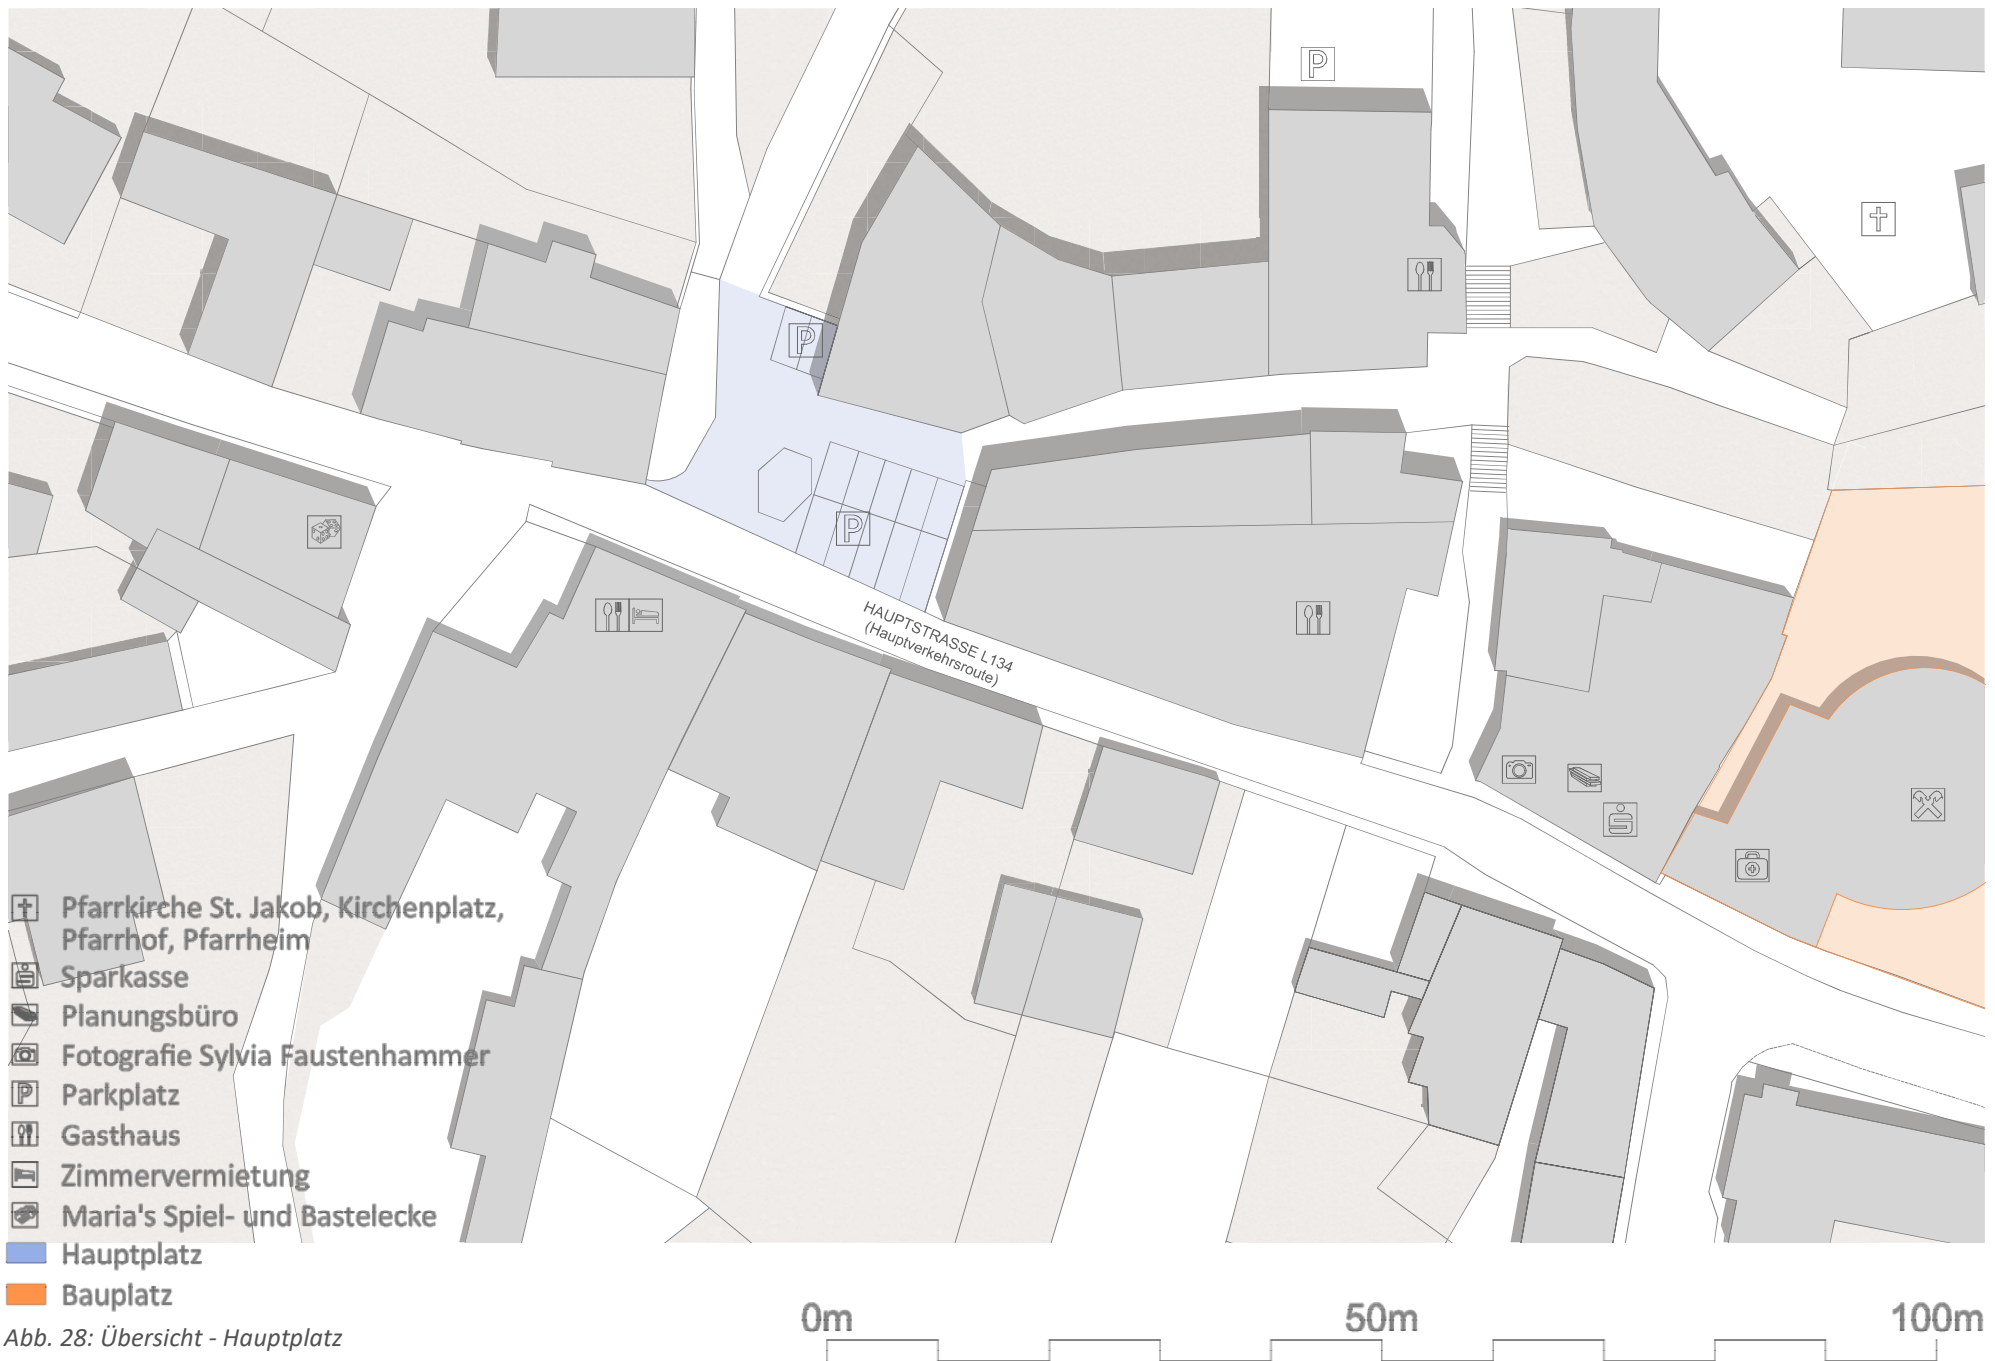 P
P
P
HAUPTSTRASSE L134
(Hauptverkehrsroute)
Pfarrkirche St. Jakob, Kirchenplatz,
Pfarrhof, Pfarrheim
Sparkasse
Planungsbüro
Fotografie Sylvia Faustenhammer
P Parkplatz
Gasthaus
Zimmervermietung
Maria's Spiel- und Bastelecke
Hauptplatz
Bauplatz
Abb. 28: Übersicht - Hauptplatz
0m 50m 100m